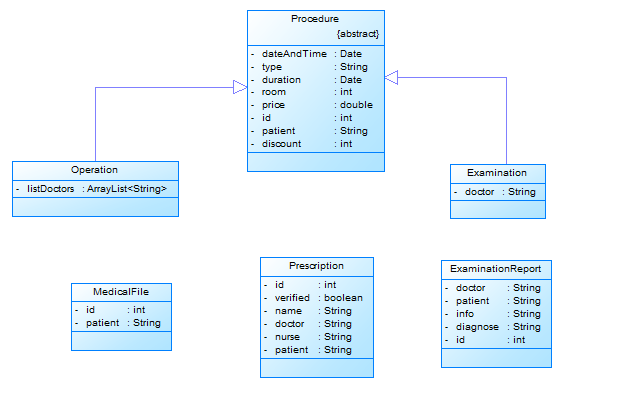 Procedure
{abstract}
- dateAndTime : Date
- type : String
- duration : Date
- room : int
- price : double
- id : int
- patient : String
- discount : int
Operation
- listDoctors : ArrayList<String>
Examination
- doctor : String
MedicalFile
- id : int
- patient : String
Prescription
- id : int
- verified : boolean
- name : String
- doctor : String
- nurse : String
- patient : String
ExaminationReport
- doctor : String
- patient : String
- info : String
- diagnose : String
- id : int